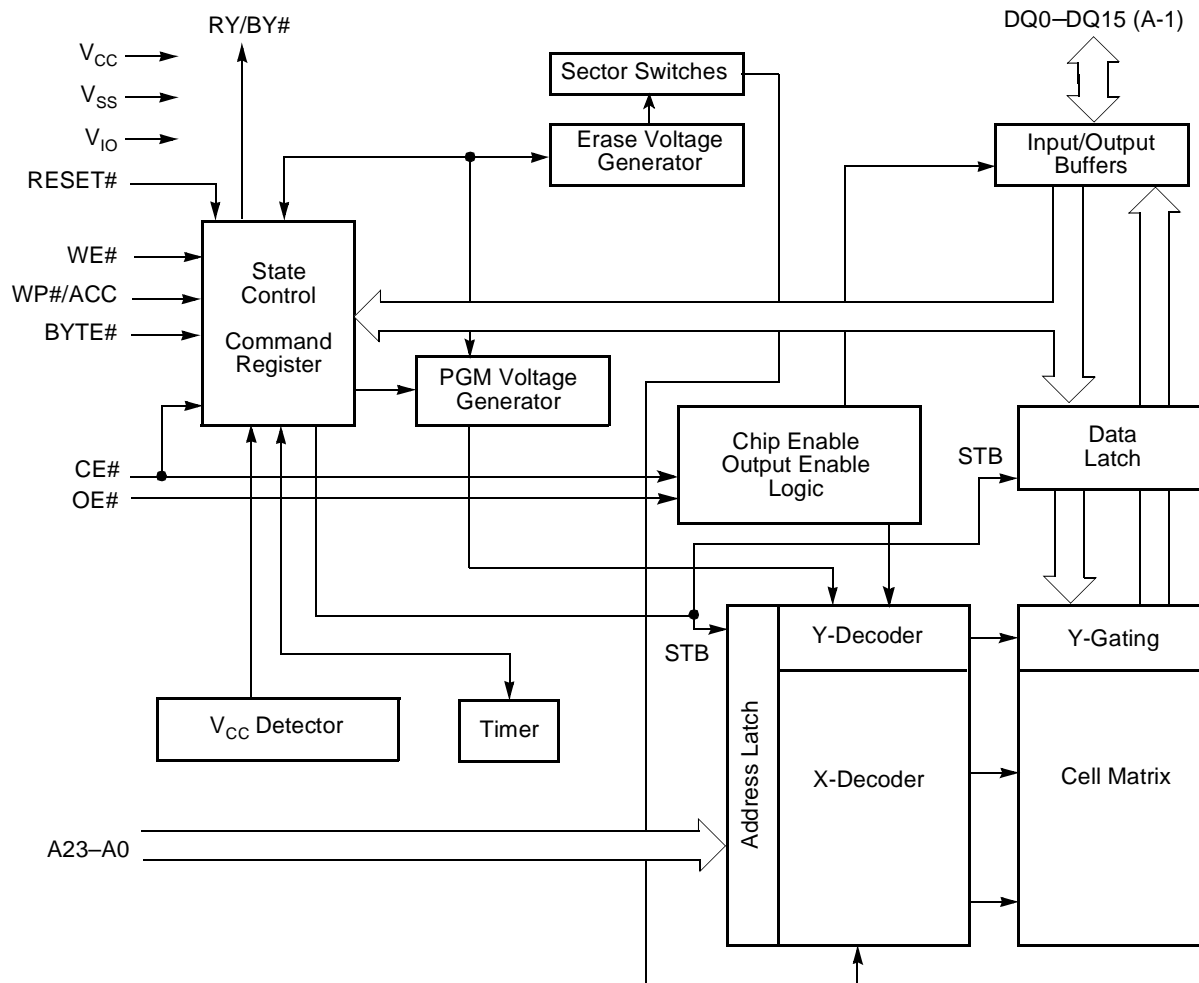 RY/BY#
DQ0–DQ15 (A-1)
VCC
VSS
VIO
RESET#
WE#
WP#/ACC
BYTE#
CE#
OE#
A23–A0
Sector Switches
Erase Voltage
Generator
Input/Output
Buffers
State
Control
Command
Register
PGM Voltage
Generator
Chip Enable
Output Enable
Logic
STB
Data
Latch
STB
Address Latch
Y-Decoder
Y-Gating
X-Decoder
Cell Matrix
VCC Detector
Timer